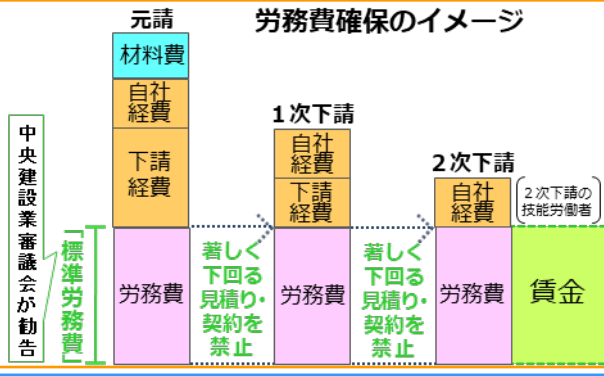 労務費確保のイメージ
元請
材料費
自社
経費
下請
経費
労務費
中央建設業審議会が勧告
「標準労務費」
著しく
下回る
見積り・
契約を
禁止
1次下請
自社
経費
下請
経費
労務費
著しく
下回る
見積り・
契約を
禁止
2次下請
自社
経費
労務費
2次下請の
技能労働者
賃金